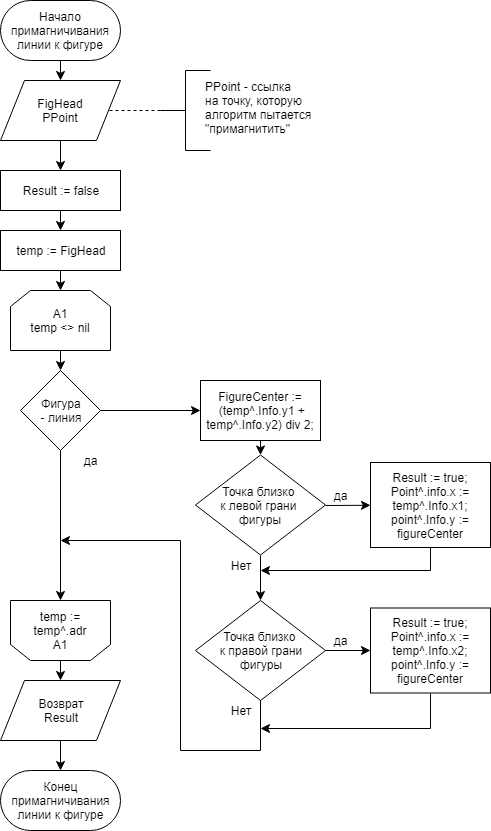 Начало
примагничивания
линии к фигуре
FigHead
PPoint
PPoint - ссылка
на точку, которую
алгоритм пытается
"примагнитить"
Result := false
temp := FigHead
A1
temp <> nil
Фигура
- линия
да
FigureCenter :=
(temp^.Info.y1 +
temp^.Info.y2) div 2;
Точка близко
к левой грани
фигуры
да
Result := true;
Point^.info.x :=
temp^.Info.x1;
point^.Info.y :=
figureCenter
Нет
Точка близко
к правой грани
фигуры
да
Result := true;
Point^.info.x :=
temp^.Info.x2;
point^.Info.y :=
figureCenter
Нет
temp :=
temp^.adr
A1
Возврат
Result
Конец
примагничивания
линии к фигуре